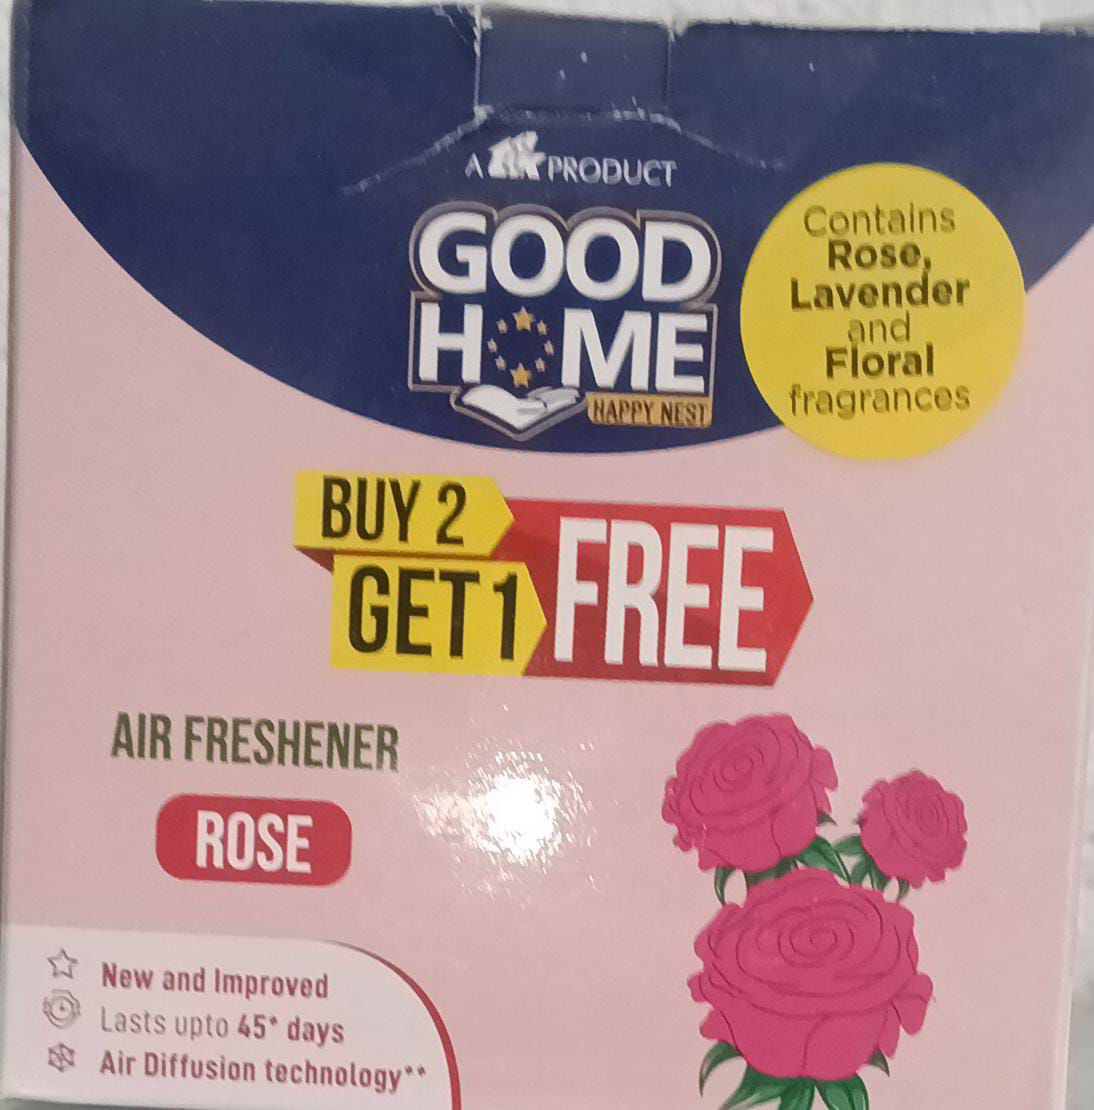 A PRODUCT
GOOD
HOME
HAPPY NEST
Contains
Rose,
Lavender
and
Floral
fragrances
BUY 2
GET 1
FREE
AIR FRESHENER
ROSE
New and Improved
Lasts upto 45* days
Air Diffusion technology**